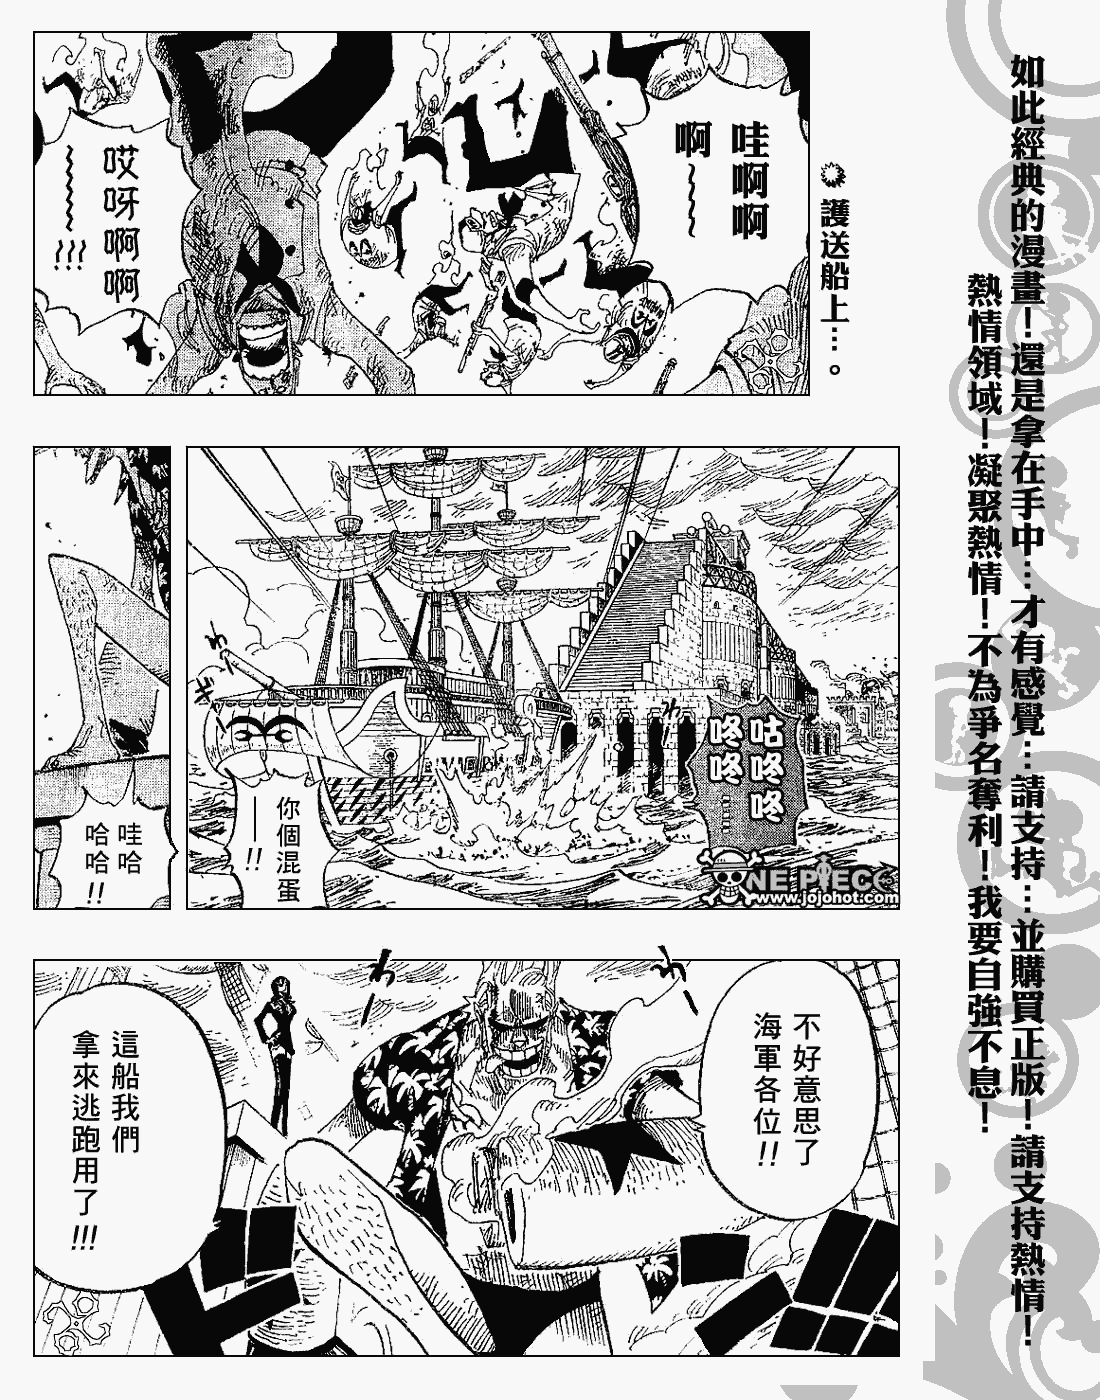 如此經典的漫畫！還是拿在手中…才有感覺…請支持…並購買正版！請支持熱情！
熱情領域！凝聚熱情！不為爭名奪利！我要自強不息！
護送船上…。
哇啊啊
啊～～
哎呀啊啊
～～!!!
咕咚咚
咚咚……
你個混蛋
——!!
ONE PIECE
www.jojohot.com
哇哈
哈哈!!
不好意思了
海軍各位!!
這船我們
拿來逃跑用了!!!